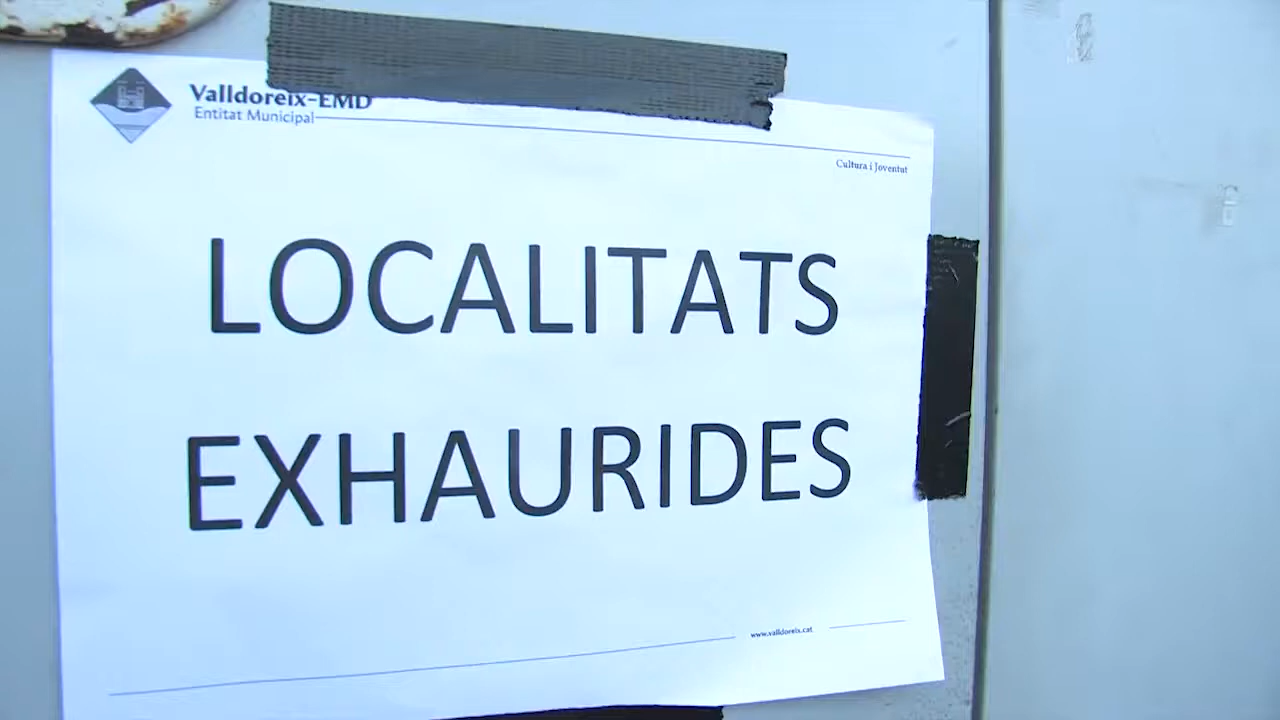 Valldoreix-EMD
Entitat Municipal
Cultura i Joventut
LOCALITATS
EXHAURIDES
www.valldoreix.cat